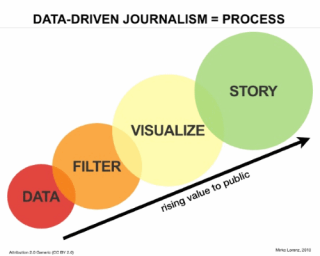 DATA-DRIVEN JOURNALISM = PROCESS
STORY
VISUALIZE
FILTER
DATA
rising value to public
Attribution 2.0 Generic (CC BY 2.0)
Mirko Lorenz, 2010